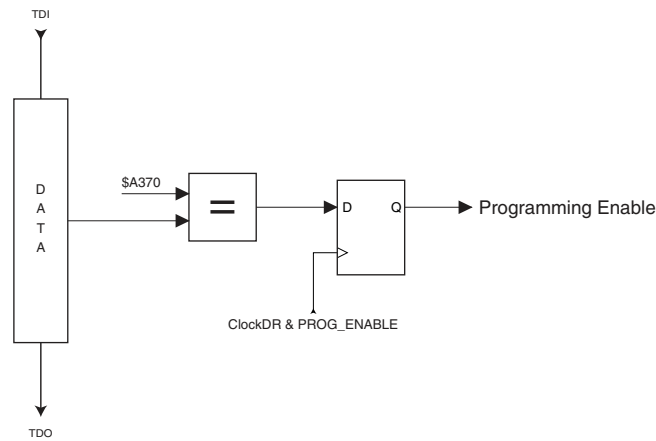 TDI
D
A
T
A
$A370
=
D Q
Programming Enable
ClockDR & PROG_ENABLE
TDO